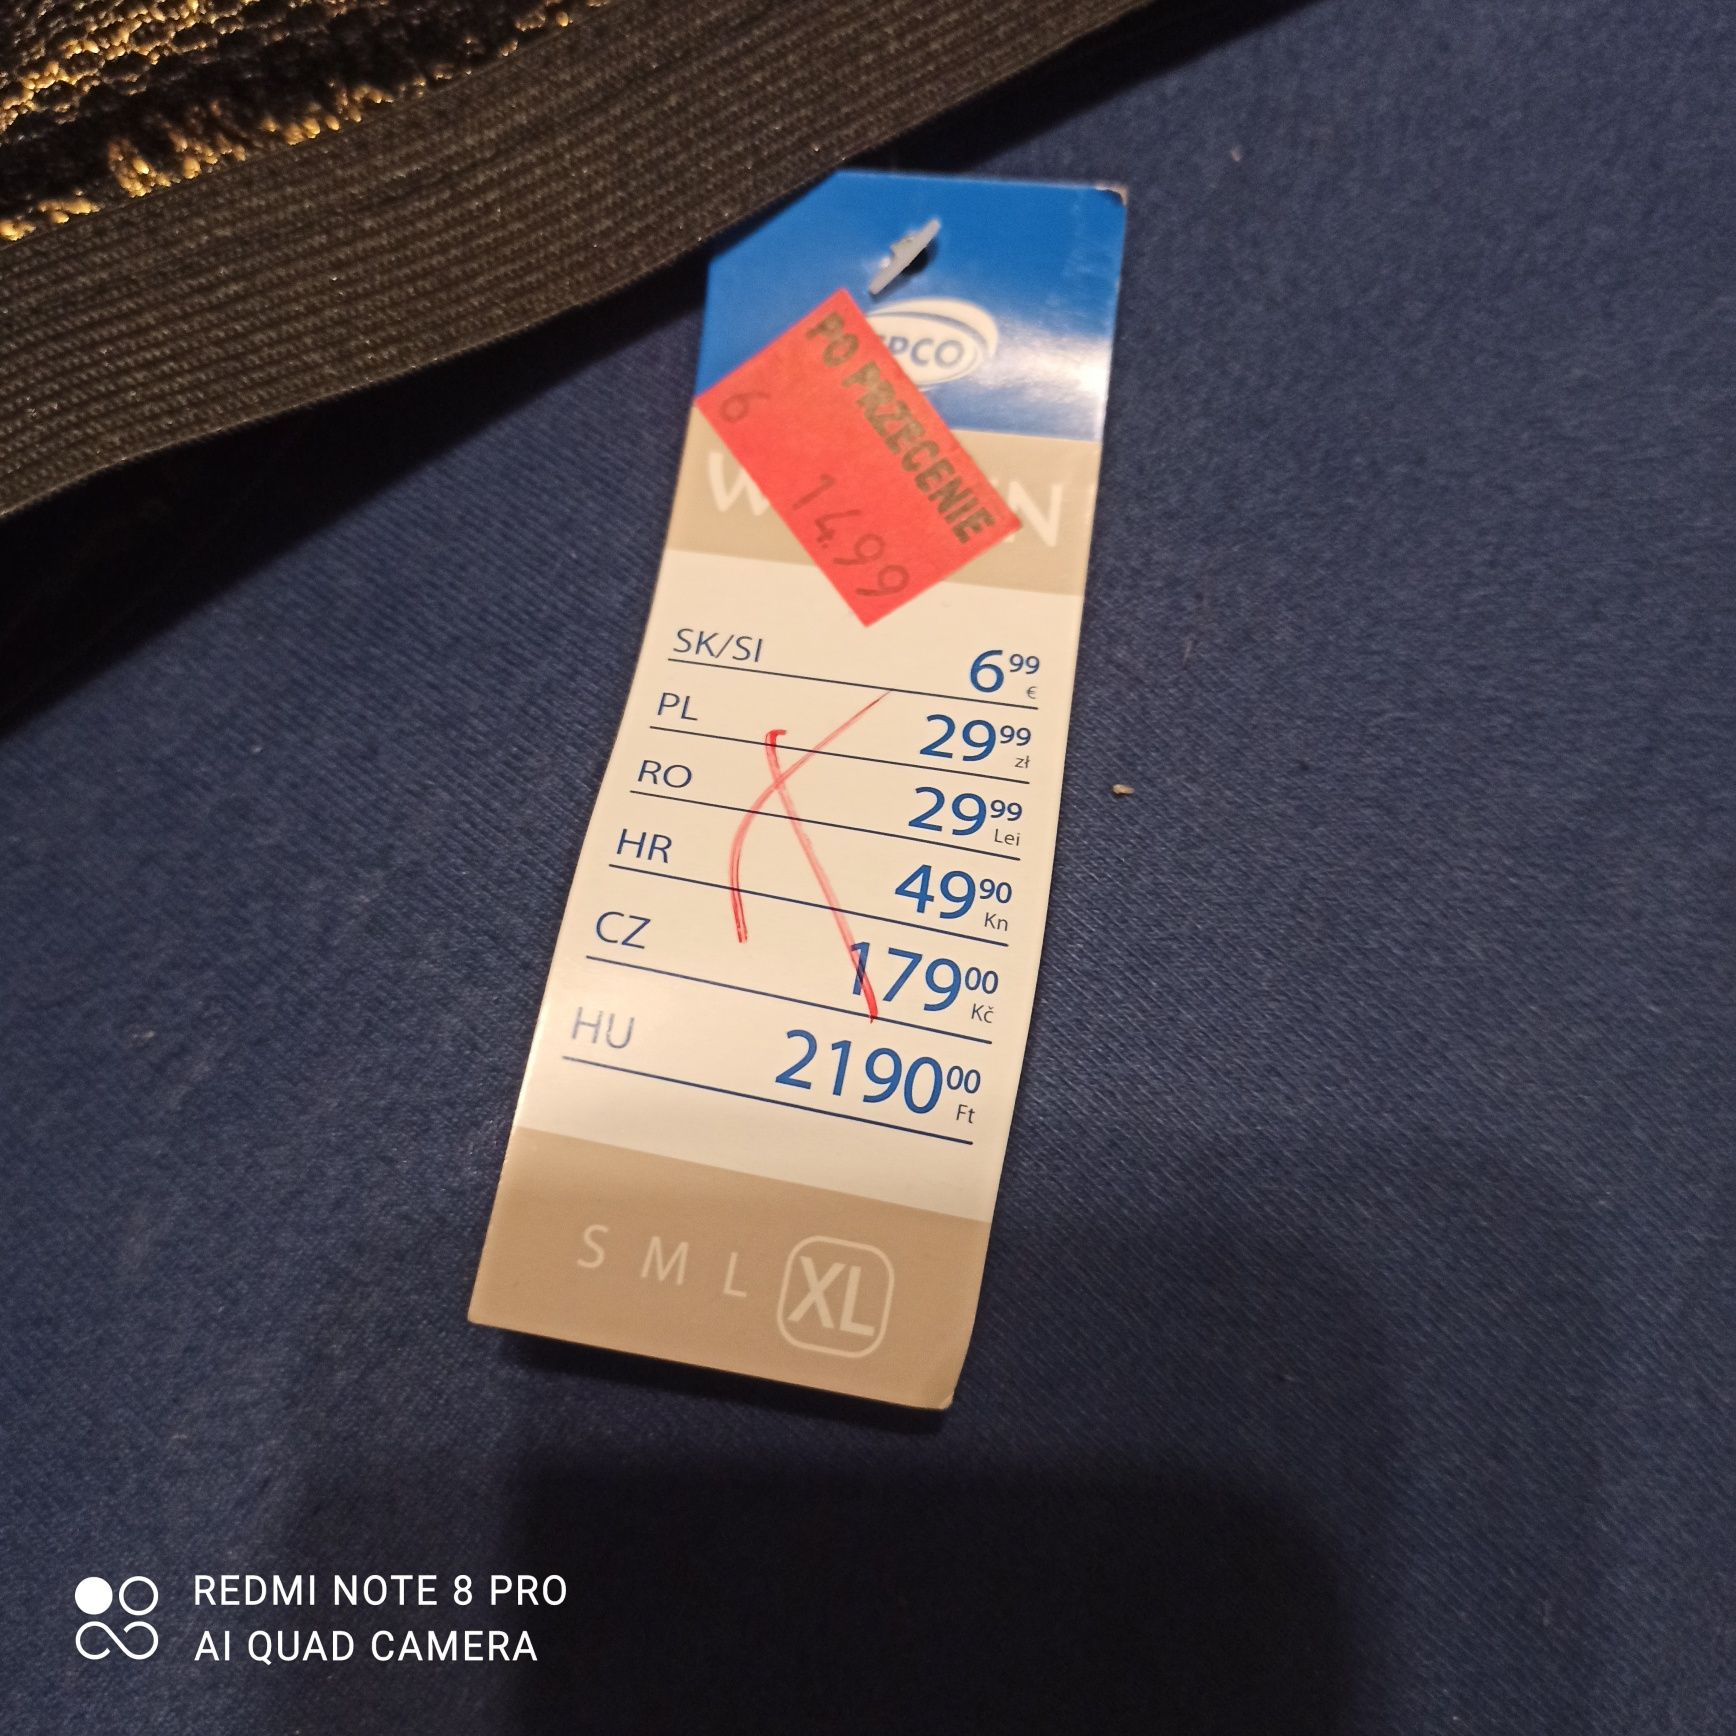 PO PRZECENIE
6
14.99
SK/SI 6 99 €
PL 29 99 zł
RO 29 99 Lei
HR 49 90 Kn
CZ 179 00 Kč
HU 2190 00 Ft
S M L XL
REDMI NOTE 8 PRO
AI QUAD CAMERA